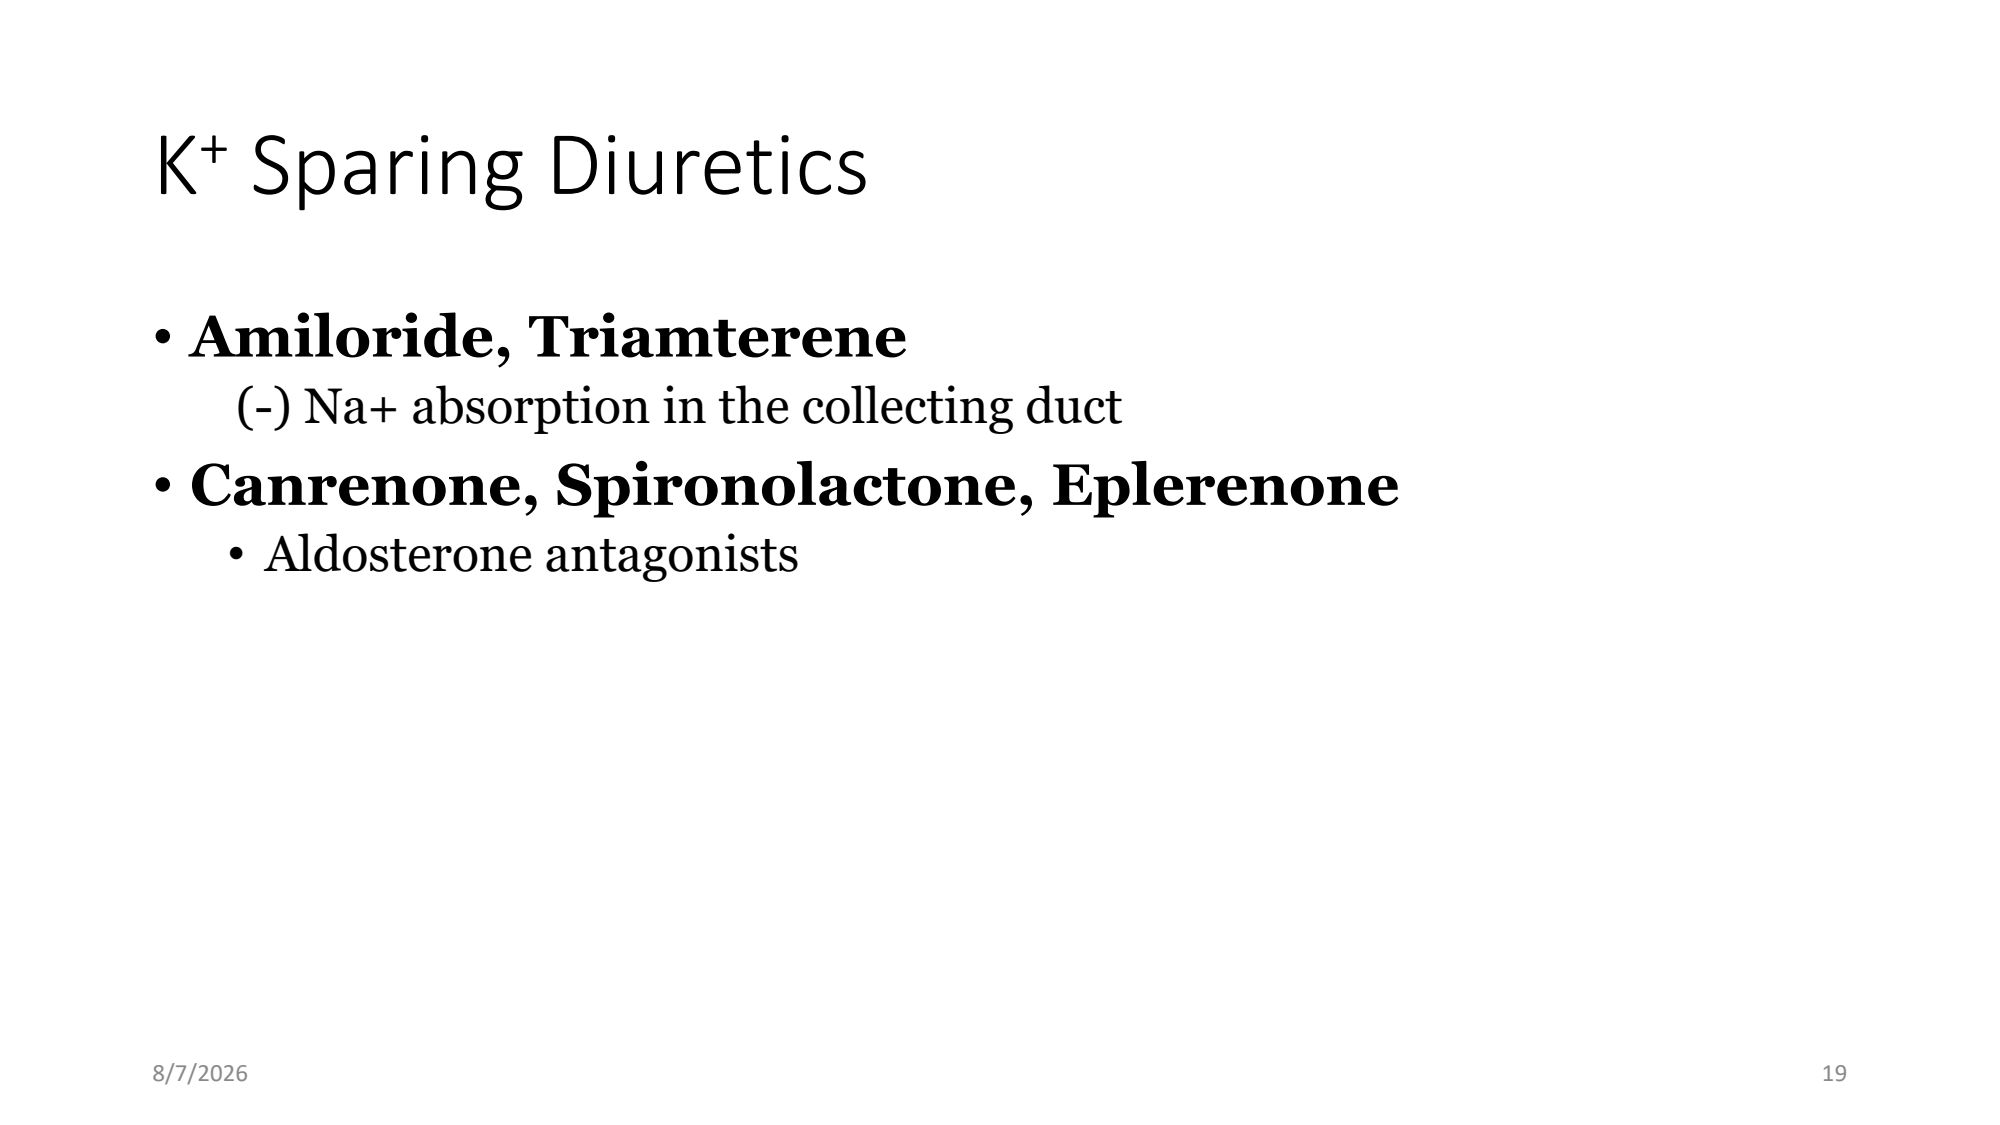 K⁺ Sparing Diuretics
• Amiloride, Triamterene
(-) Na+ absorption in the collecting duct
• Canrenone, Spironolactone, Eplerenone
• Aldosterone antagonists
8/7/2026
19